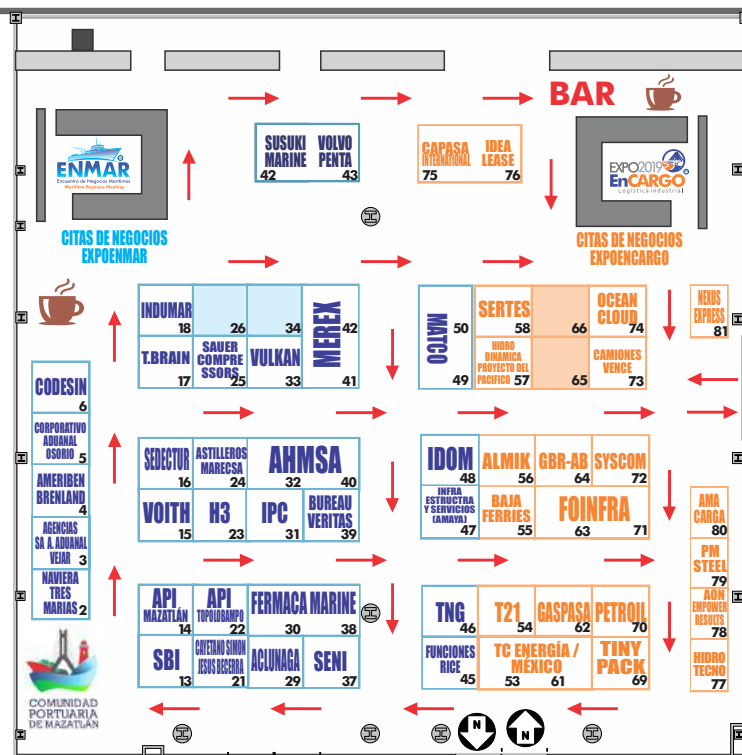 BAR
ENMAR
Encuentro de Negocios Marítimos
Maritime Business Meeting
CITAS DE NEGOCIOS
EXPOENMAR
SUSUKI
MARINE
42
VOLVO
PENTA
43
CAPASA
INTERNATIONAL
75
IDEA
LEASE
76
EXPO2019
EnCARGO
Logística industrial
CITAS DE NEGOCIOS
EXPOENCARGO
INDUMAR
18
26
34
MEREX
42
41
T.BRAIN
17
SAUER
COMPRE
SSORS
25
VULKAN
33
MATCO
50
49
SERTES
58
66
OCEAN
CLOUD
74
HIDRO
DINAMICA
PROYECTO DEL
PACIFICO 57
65
CAMIONES
VENCE
73
NEXUS
EXPRESS
81
CODESIN
6
CORPORATIVO
ADUANAL
OSORIO
5
AMERIBEN
BRENLAND
4
AGENCIAS
SA A. ADUANAL
VEJAR 3
NAVIERA
TRES
MARIAS 2
SEDECTUR
16
ASTILLEROS
MARECSA
24
AHMSA
32
40
VOITH
15
H3
23
IPC
31
BUREAU
VERITAS
39
IDOM
48
ALMIK
56
GBR-AB
64
SYSCOM
72
INFRA
ESTRUCTRA
Y SERVICIOS
(AMAYA)
47
BAJA
FERRIES
55
FOINFRA
63
71
AMA
CARGA
80
PM
STEEL
79
AON
EMPOWER
RESULTS
78
HIDRO
TECNO
77
API
MAZATLÁN
14
API
TOPOLOBAMPO
22
FERMACA MARINE
30
38
SBI
13
CAYETANO SIMON
JESUS BECERRA
21
ACLUNAGA
29
SENI
37
TNG
46
T21
54
GASPASA
62
PETROIL
70
FUNCIONES
RICE
45
TC ENERGÍA /
MÉXICO
53
61
TINY
PACK
69
COMUNIDAD
PORTUARIA
DE MAZATLÁN
N
N